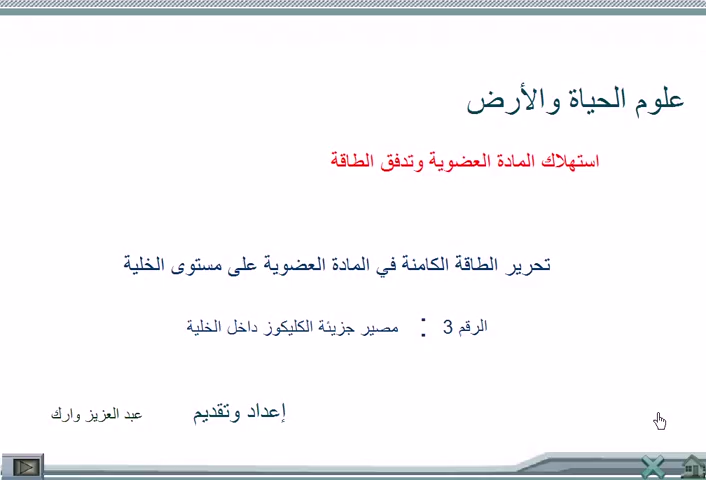 علوم الحياة والأرض
استهلاك المادة العضوية وتدفق الطاقة
تحرير الطاقة الكامنة في المادة العضوية على مستوى الخلية
الرقم 3 : مصير جزيئة الكليكوز داخل الخلية
إعداد وتقديم عبد العزيز وارك